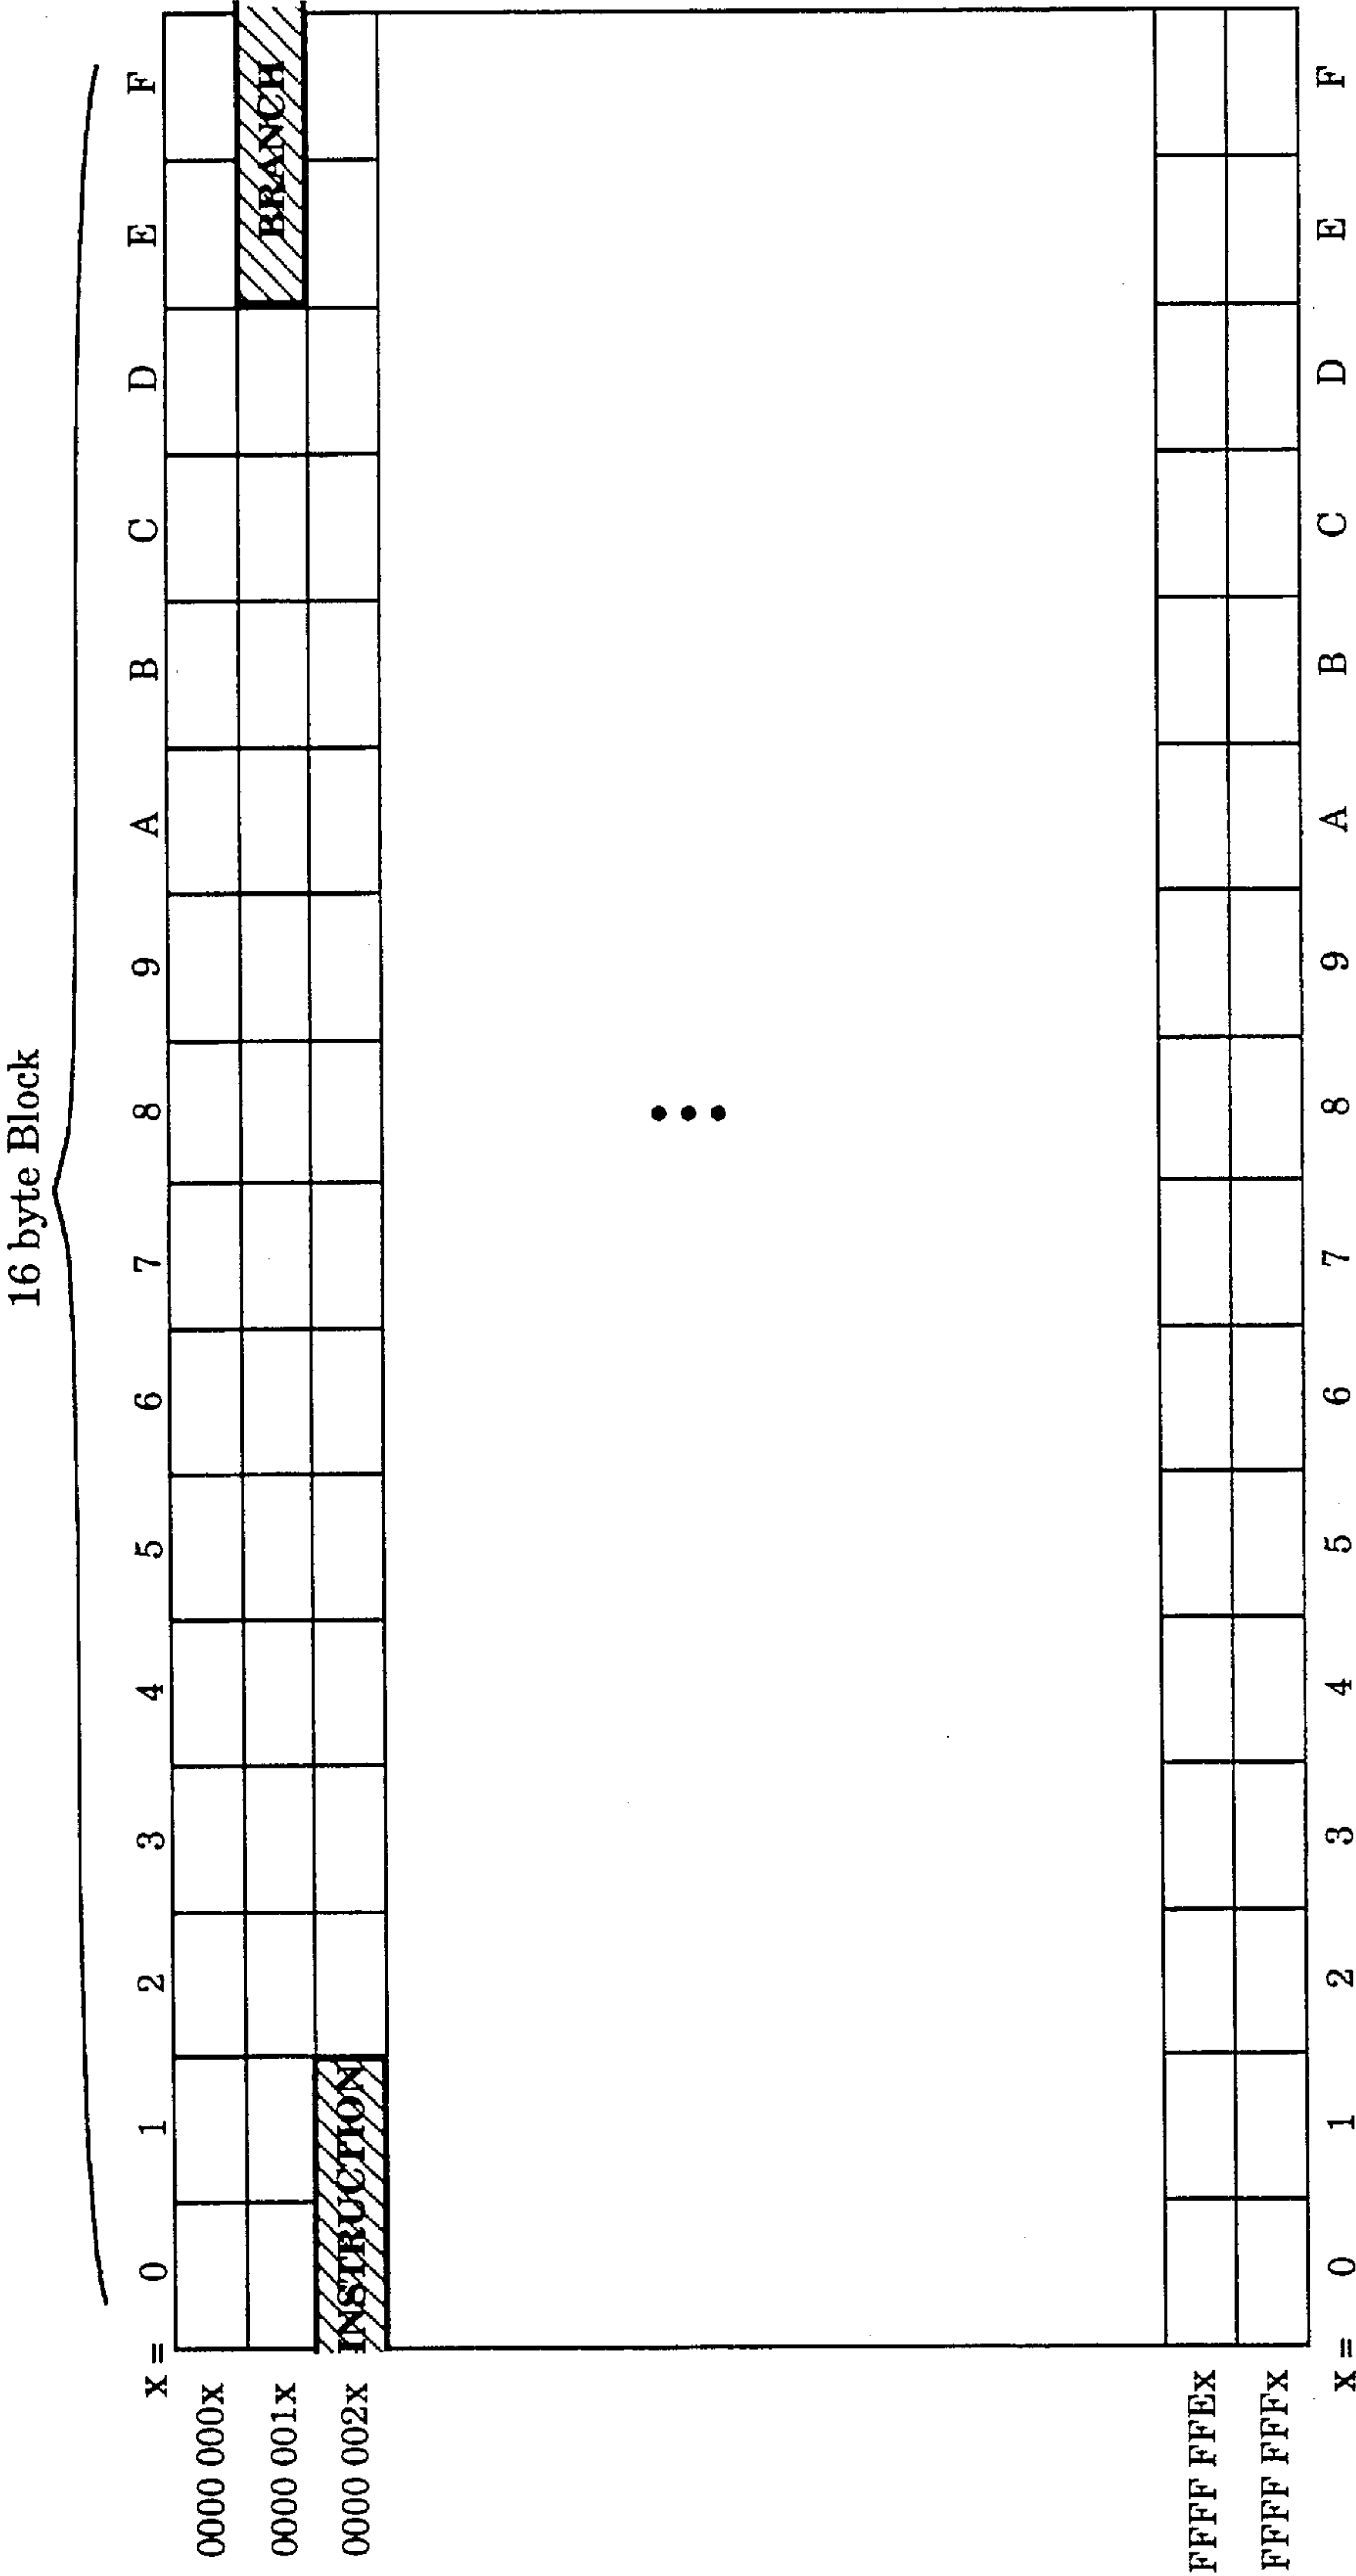 16 byte Block
x = 0 1 2 3 4 5 6 7 8 9 A B C D E F
0000 000x
0000 001x BRANCH
0000 002x INSTRUCTION
FFFF FFEx
FFFF FFFx
x = 0 1 2 3 4 5 6 7 8 9 A B C D E F